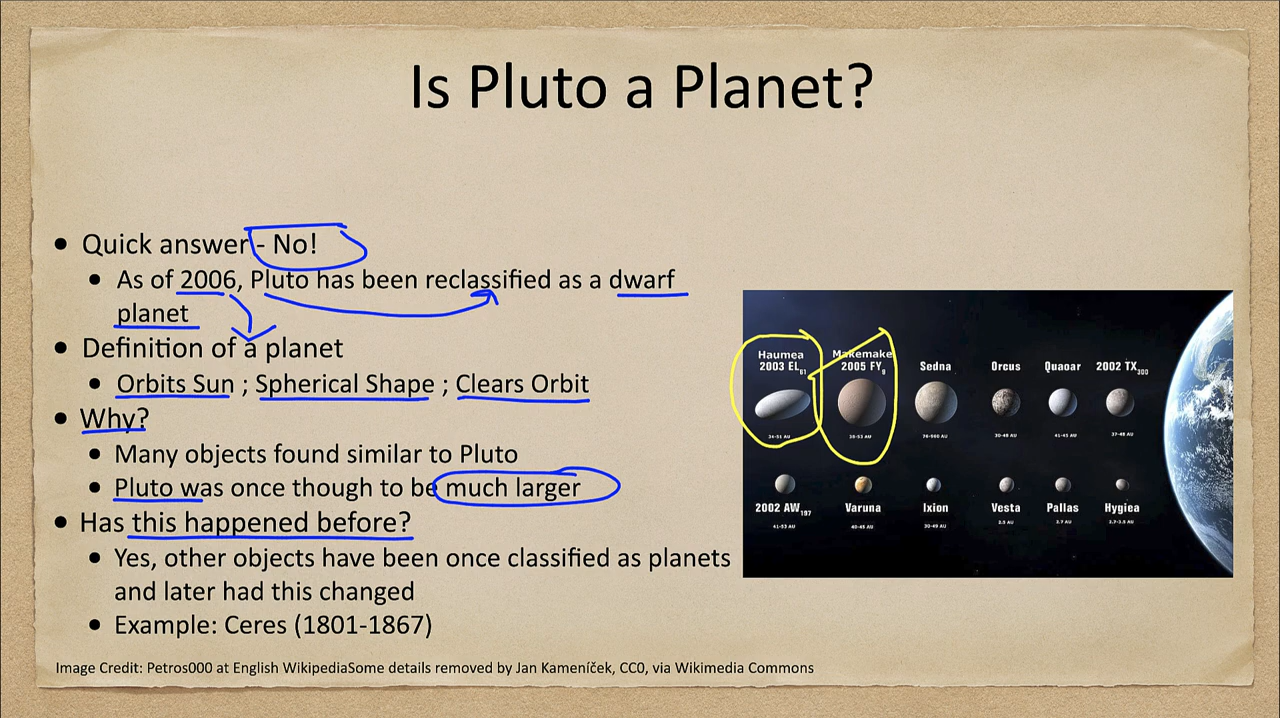 Is Pluto a Planet?
• Quick answer - No!
• As of 2006, Pluto has been reclassified as a dwarf
planet
• Definition of a planet
• Orbits Sun ; Spherical Shape ; Clears Orbit
• Why?
• Many objects found similar to Pluto
• Pluto was once though to be much larger
• Has this happened before?
• Yes, other objects have been once classified as planets
and later had this changed
• Example: Ceres (1801-1867)
Haumea
2003 EL61
34-51 AU
Makemake
2005 FY9
38-53 AU
Sedna
76-960 AU
Orcus
30-48 AU
Quaoar
41-45 AU
2002 TX300
37-48 AU
2002 AW197
41-53 AU
Varuna
40-45 AU
Ixion
30-49 AU
Vesta
2.5 AU
Pallas
2.7 AU
Hygiea
2.7-3.5 AU
Image Credit: Petros000 at English WikipediaSome details removed by Jan Kameníček, CC0, via Wikimedia Commons